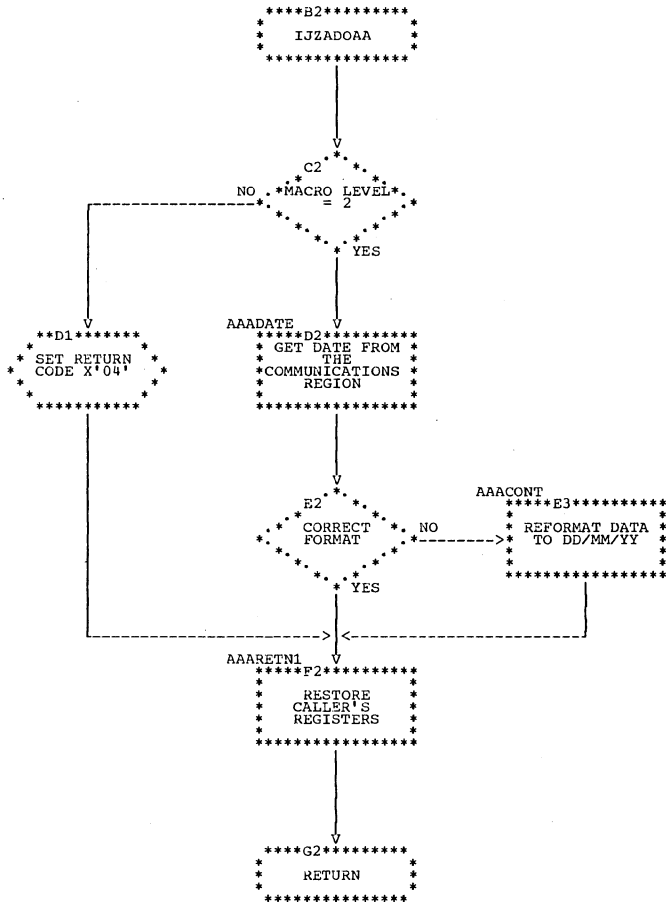 B2
IJZADOAA
C2
NO
MACRO LEVEL
= 2
YES
D1
SET RETURN
CODE X'04'
AAADATE
D2
GET DATE FROM
THE
COMMUNICATIONS
REGION
E2
CORRECT
FORMAT
NO
YES
AAACONT
E3
REFORMAT DATA
TO DD/MM/YY
AAARETN1
F2
RESTORE
CALLER'S
REGISTERS
G2
RETURN